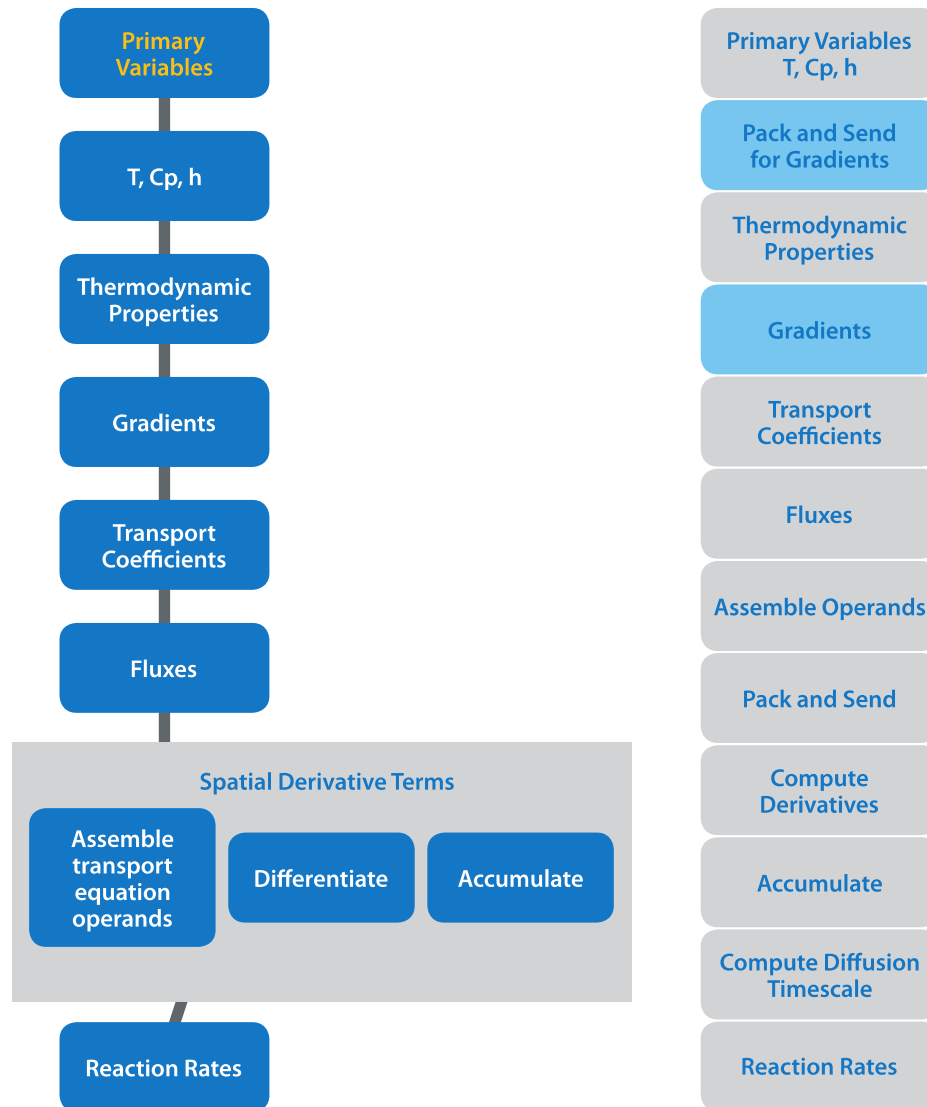 Primary
Variables
T, Cp, h
Thermodynamic
Properties
Gradients
Transport
Coefficients
Fluxes
Spatial Derivative Terms
Assemble
transport
equation
operands
Differentiate
Accumulate
Reaction Rates
Primary Variables
T, Cp, h
Pack and Send
for Gradients
Thermodynamic
Properties
Gradients
Transport
Coefficients
Fluxes
Assemble Operands
Pack and Send
Compute
Derivatives
Accumulate
Compute Diffusion
Timescale
Reaction Rates